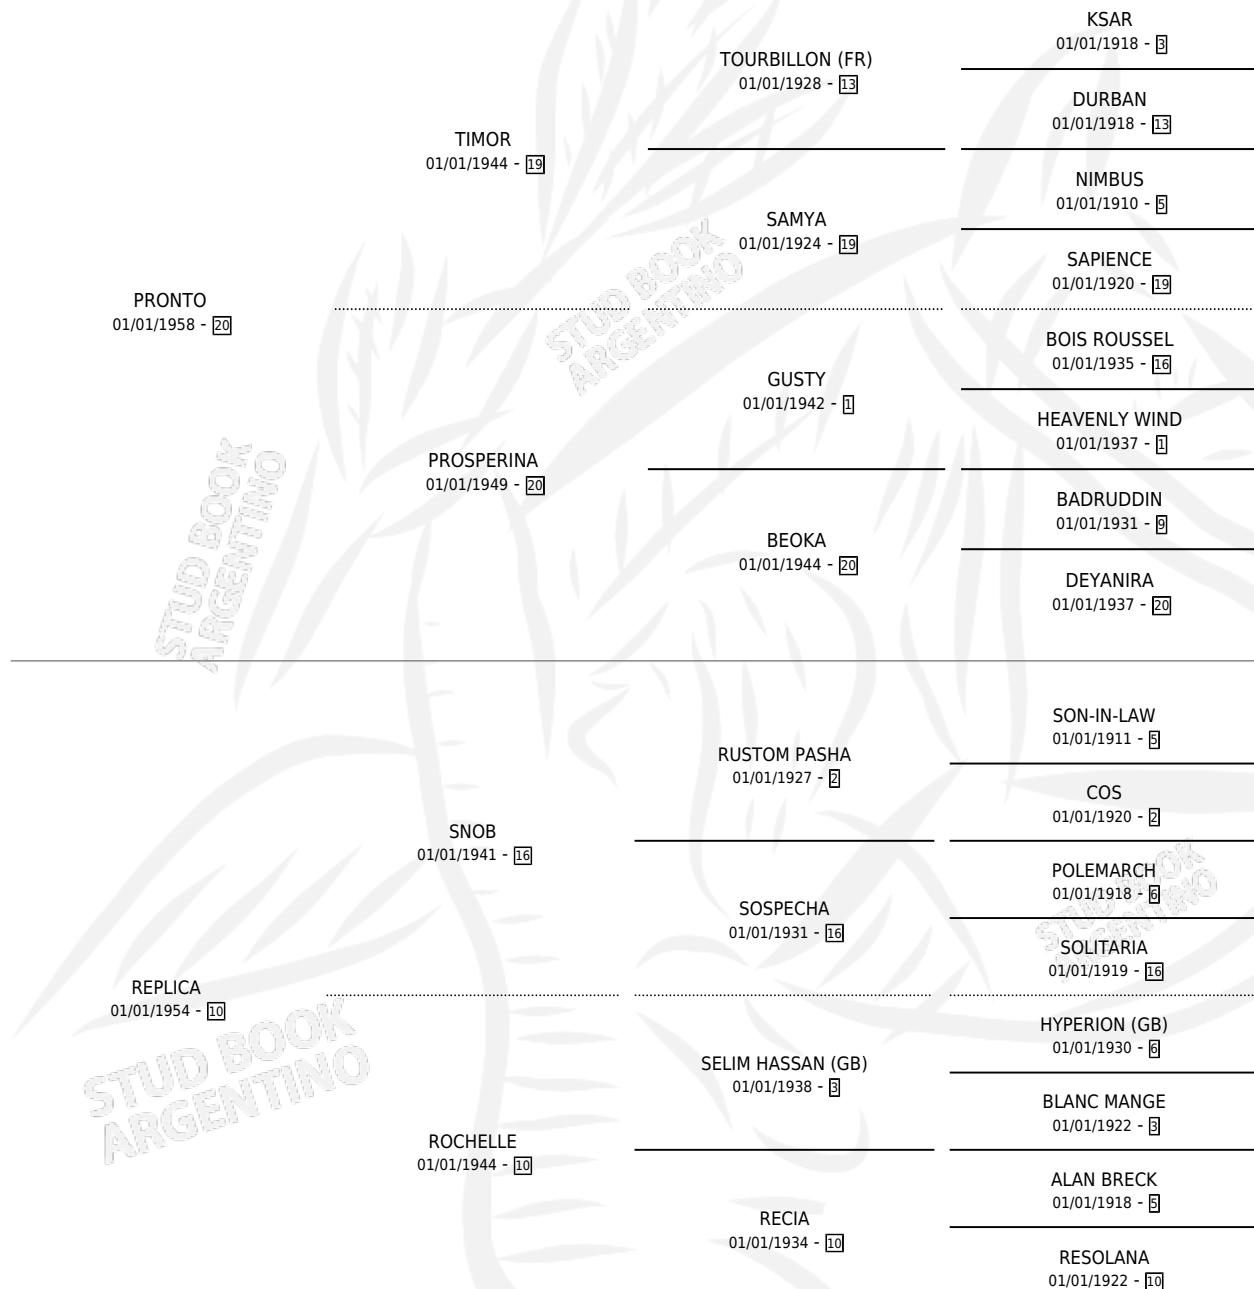 KSAR
01/01/1918 - 3
TOURBILLON (FR)
01/01/1928 - 13
DURBAN
01/01/1918 - 13
TIMOR
01/01/1944 - 19
NIMBUS
01/01/1910 - 5
SAMYA
01/01/1924 - 19
SAPIENCE
01/01/1920 - 19
PRONTO
01/01/1958 - 20
STUD BOOK
ARGENTINO
BOIS ROUSSEL
01/01/1935 - 16
GUSTY
01/01/1942 - 1
HEAVENLY WIND
01/01/1937 - 1
PROSPERINA
01/01/1949 - 20
BADRUDDIN
01/01/1931 - 9
BEOKA
01/01/1944 - 20
DEYANIRA
01/01/1937 - 20
STUD BOOK
ARGENTINO
SON-IN-LAW
01/01/1911 - 5
RUSTOM PASHA
01/01/1927 - 2
COS
01/01/1920 - 2
SNOB
01/01/1941 - 16
POLEMARCH
01/01/1918 - 6
SOSPECHA
01/01/1931 - 16
SOLITARIA
01/01/1919 - 16
STUD BOOK
ARGENTINO
REPLICA
01/01/1954 - 10
HYPERION (GB)
01/01/1930 - 6
SELIM HASSAN (GB)
01/01/1938 - 3
BLANC MANGE
01/01/1922 - 3
STUD BOOK
ARGENTINO
ROCHELLE
01/01/1944 - 10
ALAN BRECK
01/01/1918 - 5
RECIA
01/01/1934 - 10
RESOLANA
01/01/1922 - 10